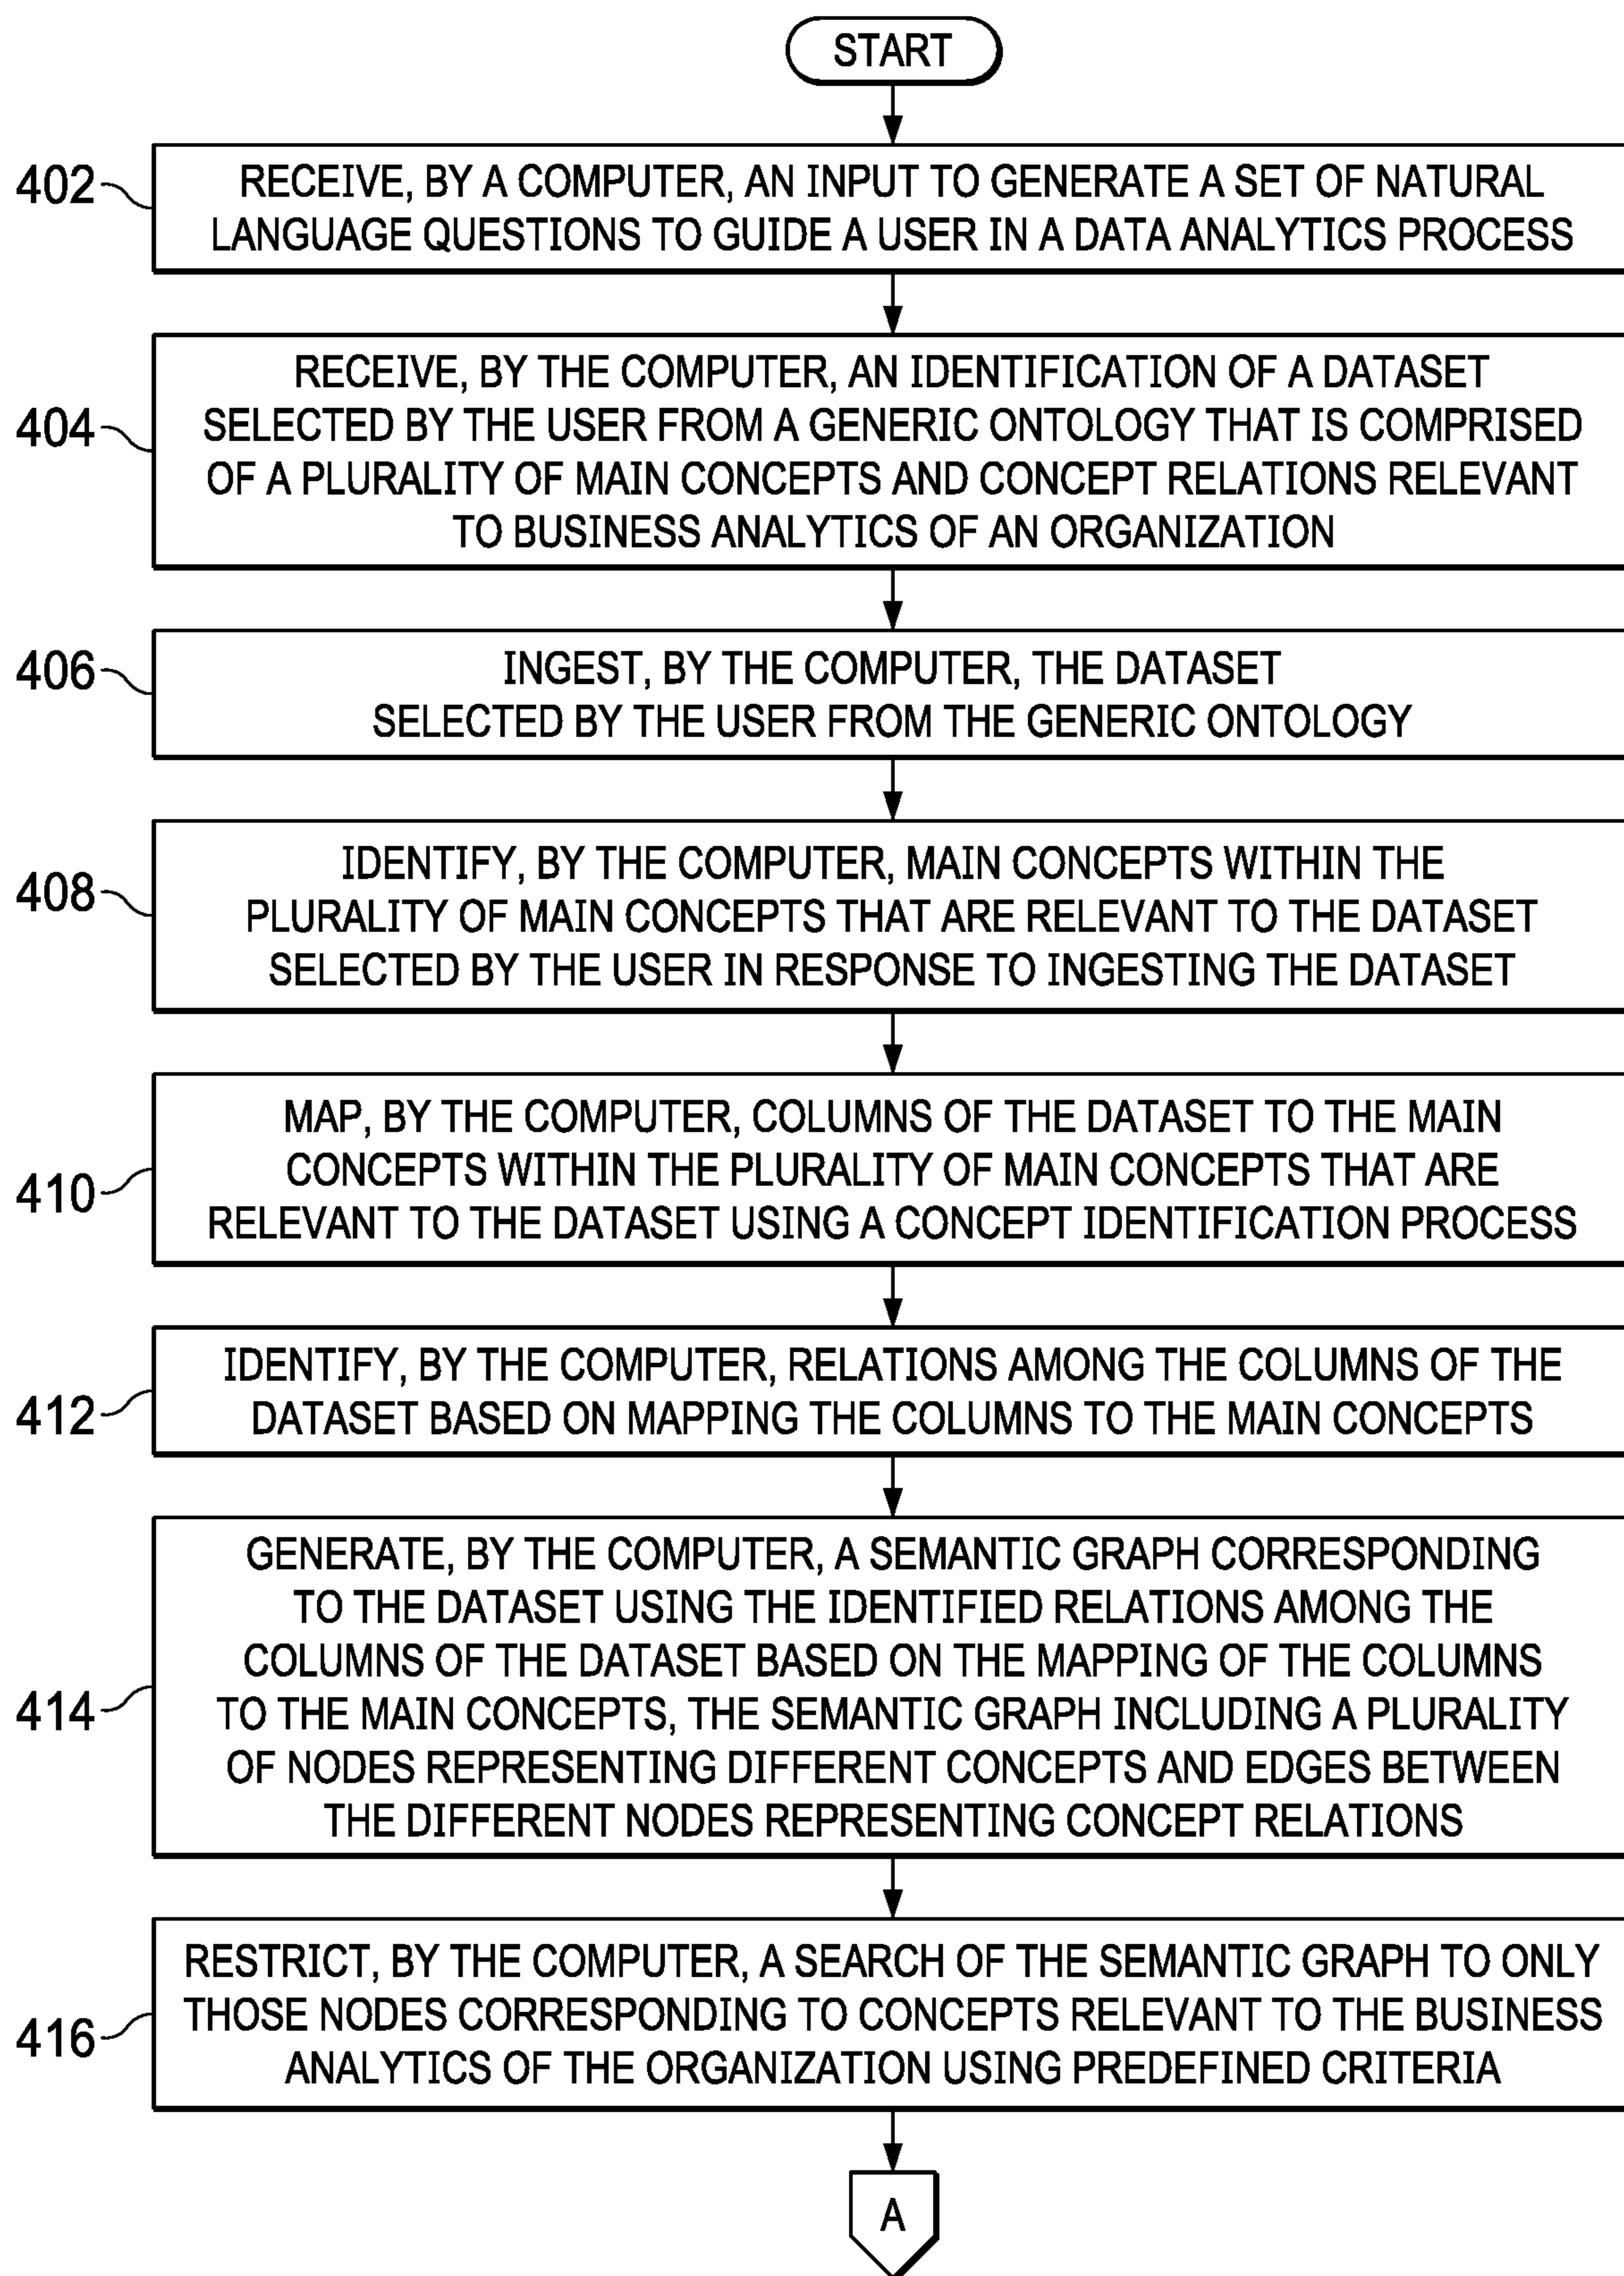 START
402
RECEIVE, BY A COMPUTER, AN INPUT TO GENERATE A SET OF NATURAL
LANGUAGE QUESTIONS TO GUIDE A USER IN A DATA ANALYTICS PROCESS
404
RECEIVE, BY THE COMPUTER, AN IDENTIFICATION OF A DATASET
SELECTED BY THE USER FROM A GENERIC ONTOLOGY THAT IS COMPRISED
OF A PLURALITY OF MAIN CONCEPTS AND CONCEPT RELATIONS RELEVANT
TO BUSINESS ANALYTICS OF AN ORGANIZATION
406
INGEST, BY THE COMPUTER, THE DATASET
SELECTED BY THE USER FROM THE GENERIC ONTOLOGY
408
IDENTIFY, BY THE COMPUTER, MAIN CONCEPTS WITHIN THE
PLURALITY OF MAIN CONCEPTS THAT ARE RELEVANT TO THE DATASET
SELECTED BY THE USER IN RESPONSE TO INGESTING THE DATASET
410
MAP, BY THE COMPUTER, COLUMNS OF THE DATASET TO THE MAIN
CONCEPTS WITHIN THE PLURALITY OF MAIN CONCEPTS THAT ARE
RELEVANT TO THE DATASET USING A CONCEPT IDENTIFICATION PROCESS
412
IDENTIFY, BY THE COMPUTER, RELATIONS AMONG THE COLUMNS OF THE
DATASET BASED ON MAPPING THE COLUMNS TO THE MAIN CONCEPTS
414
GENERATE, BY THE COMPUTER, A SEMANTIC GRAPH CORRESPONDING
TO THE DATASET USING THE IDENTIFIED RELATIONS AMONG THE
COLUMNS OF THE DATASET BASED ON THE MAPPING OF THE COLUMNS
TO THE MAIN CONCEPTS, THE SEMANTIC GRAPH INCLUDING A PLURALITY
OF NODES REPRESENTING DIFFERENT CONCEPTS AND EDGES BETWEEN
THE DIFFERENT NODES REPRESENTING CONCEPT RELATIONS
416
RESTRICT, BY THE COMPUTER, A SEARCH OF THE SEMANTIC GRAPH TO ONLY
THOSE NODES CORRESPONDING TO CONCEPTS RELEVANT TO THE BUSINESS
ANALYTICS OF THE ORGANIZATION USING PREDEFINED CRITERIA
A